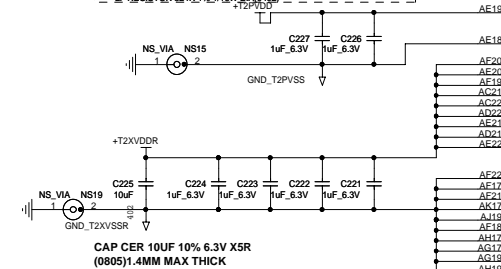 +T2PVDD
AE19
C227
C226
1uF_6.3V
1uF_6.3V
AE18
NS_VIA
NS15
1
2
GND_T2PVSS
AF20
AE20
AF19
AC21
AC22
AD22
AE21
AD21
AE22
+T2XVDDR
C225
10uF
C224
1uF_6.3V
C223
1uF_6.3V
C222
1uF_6.3V
C221
1uF_6.3V
402
NS_VIA
NS19
1
2
GND_T2XVSSR
AF22
AF17
AF21
AK17
AJ19
AF18
AH17
AG17
AG19
AH19
CAP CER 10UF 10% 6.3V X5R
(0805)1.4MM MAX THICK